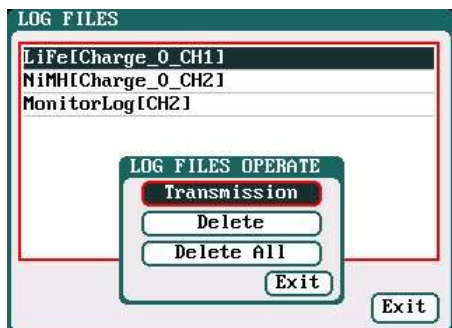 LOG FILES
LiFe[Charge_0_CH1]
NiMH[Charge_0_CH2]
MonitorLog[CH2]
LOG FILES OPERATE
Transmission
Delete
Delete All
Exit
Exit